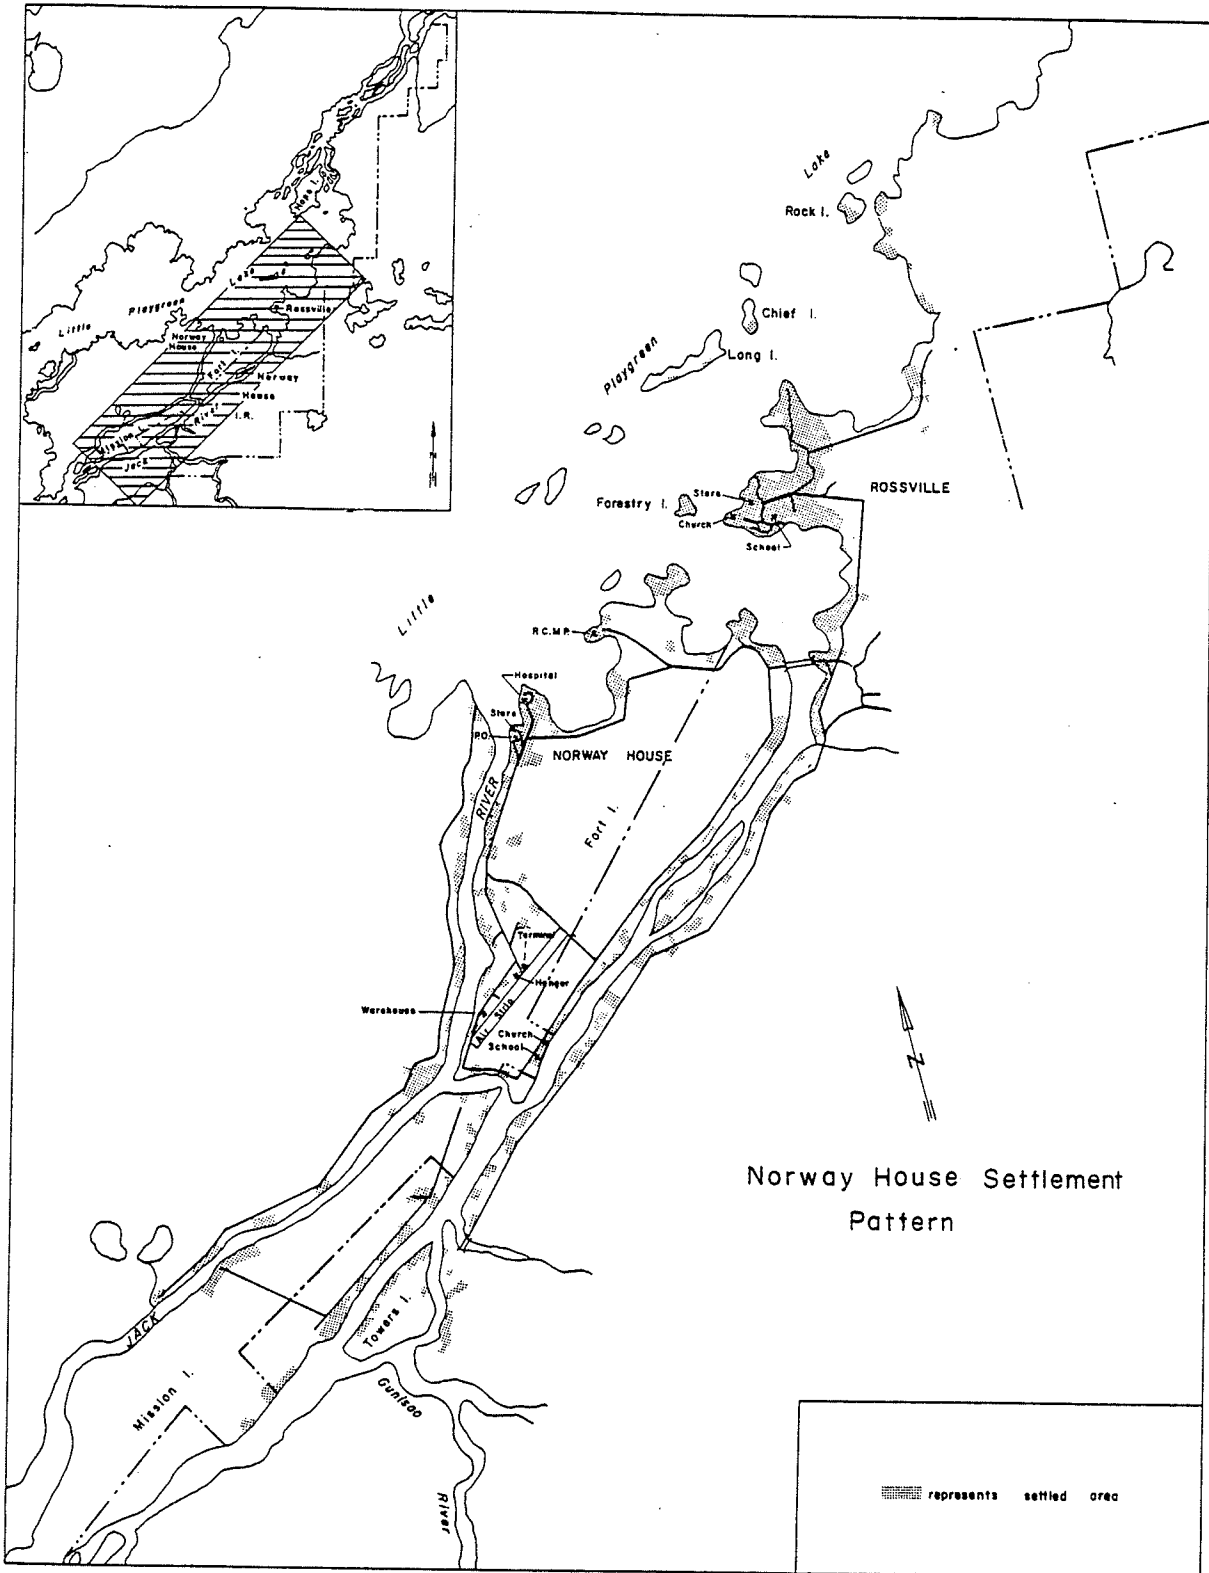 Ross I.
Lake
Rossville
Playgreen
Little
Norway
House
Fort I.
Norway
House
I.R.
River
Mission I.
Jack
N
Lake
Rock I.
Chief I.
Long I.
Playgreen
ROSSVILLE
Store
Forestry I.
Church
School
Little
R.C.M.P.
Hospital
Store
P.O.
NORWAY HOUSE
RIVER
Fort I.
Terminal
Hangar
Warehouse
Air Strip
Church
School
N
Norway House Settlement
Pattern
JACK
Towers I.
Mission I.
Gunisao
River
represents settled area